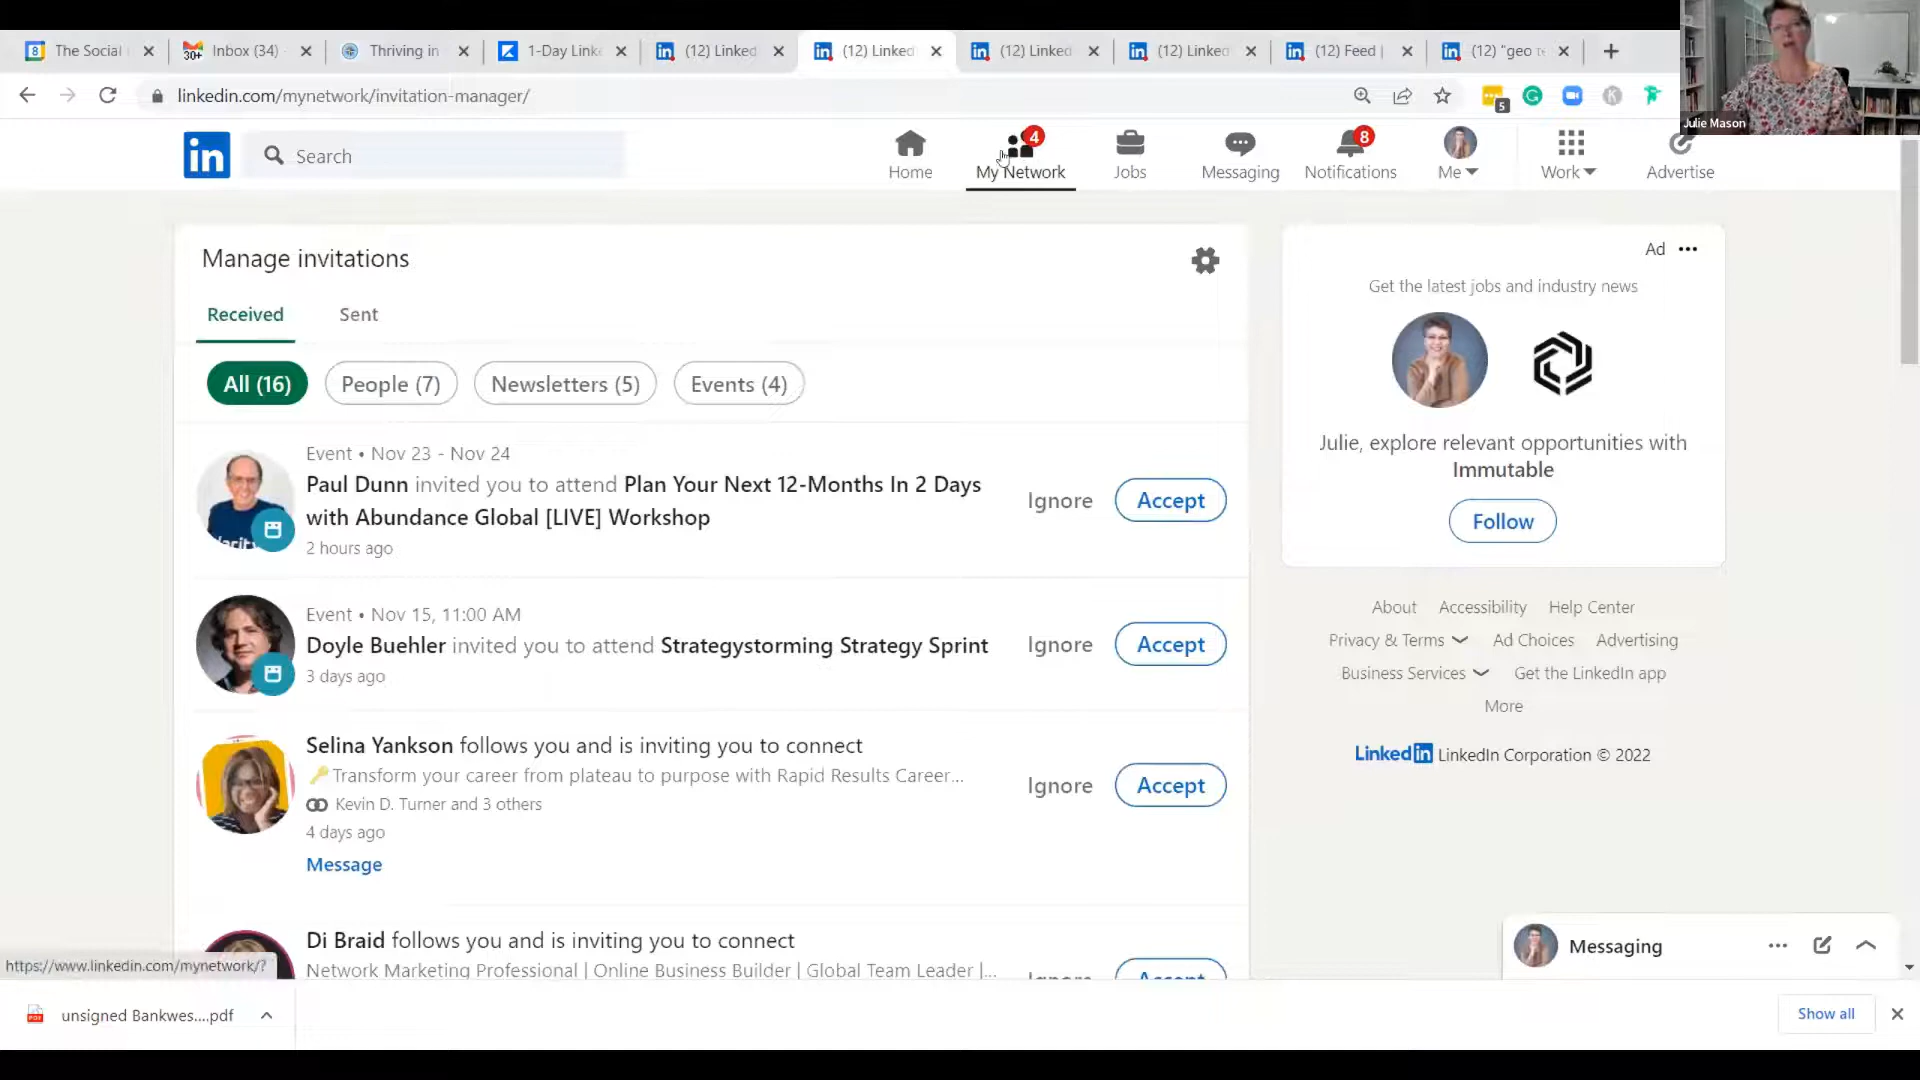 The Social
Inbox (34)
Thriving in
1-Day Link
(12) Linked
(12) Linked
(12) Linked
(12) Linked
(12) Feed |
(12) "geo
linkedin.com/mynetwork/invitation-manager/
5
Julie Mason
in
Search
Home
4
My Network
Jobs
Messaging
8
Notifications
Me
Work
Advertise
Manage invitations
Received
Sent
All (16)
People (7)
Newsletters (5)
Events (4)
Event • Nov 23 - Nov 24
Paul Dunn invited you to attend Plan Your Next 12-Months In 2 Days
with Abundance Global [LIVE] Workshop
2 hours ago
Ignore
Accept
Event • Nov 15, 11:00 AM
Doyle Buehler invited you to attend Strategystorming Strategy Sprint
3 days ago
Ignore
Accept
Selina Yankson follows you and is inviting you to connect
Transform your career from plateau to purpose with Rapid Results Career...
Kevin D. Turner and 3 others
4 days ago
Message
Ignore
Accept
Di Braid follows you and is inviting you to connect
Network Marketing Professional | Online Business Builder | Global Team Leader |...
Ignore
Accept
Ad
Get the latest jobs and industry news
Julie, explore relevant opportunities with
Immutable
Follow
About Accessibility Help Center
Privacy & Terms Ad Choices Advertising
Business Services Get the LinkedIn app
More
Linkedin LinkedIn Corporation © 2022
Messaging
https://www.linkedin.com/mynetwork/?
unsigned Bankwes....pdf
Show all